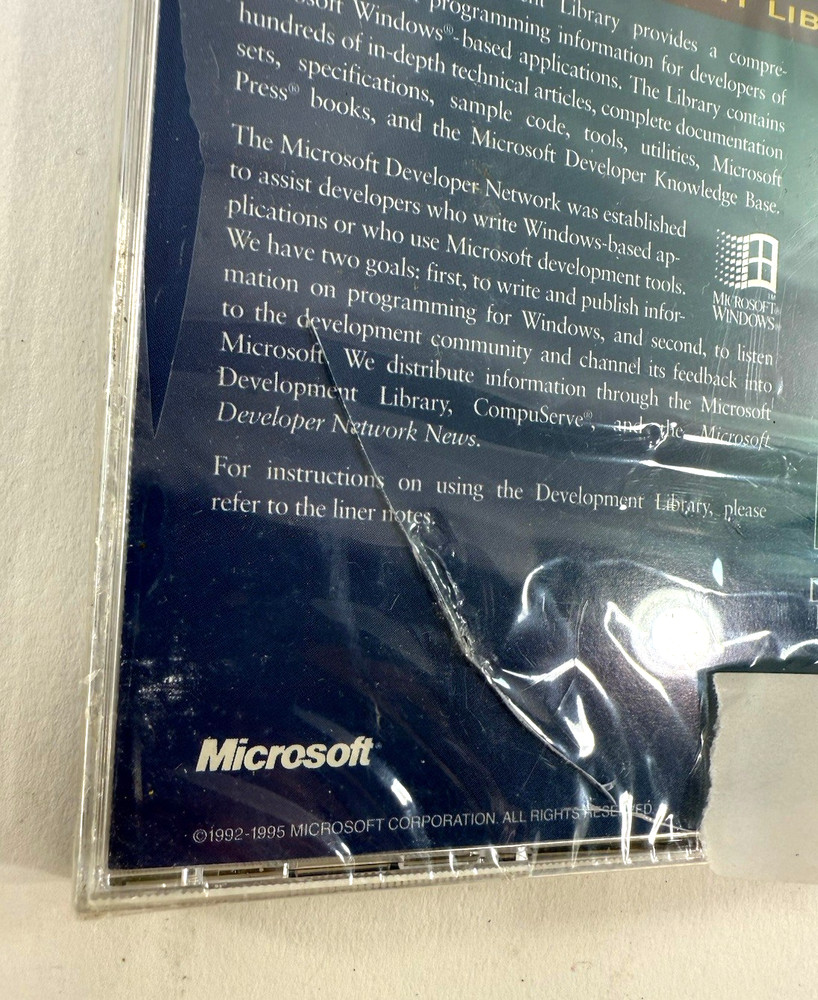 LIB
Library provides a compre-
programming information for developers of
Windows®-based applications. The Library contains
hundreds of in-depth technical articles, complete documentation
sets, specifications, sample code, tools, utilities, Microsoft
Press® books, and the Microsoft Developer Knowledge Base.
The Microsoft Developer Network was established
to assist developers who write Windows-based ap-
plications or who use Microsoft development tools.
We have two goals: first, to write and publish infor-
mation on programming for Windows, and second, to listen
to the development community and channel its feedback into
Microsoft. We distribute information through the Microsoft
Development Library, CompuServe®, and the Microsoft
Developer Network News.
MICROSOFT®
WINDOWS™
For instructions on using the Development Library, please
refer to the liner notes.
Microsoft
©1992-1995 MICROSOFT CORPORATION. ALL RIGHTS RESERVED.